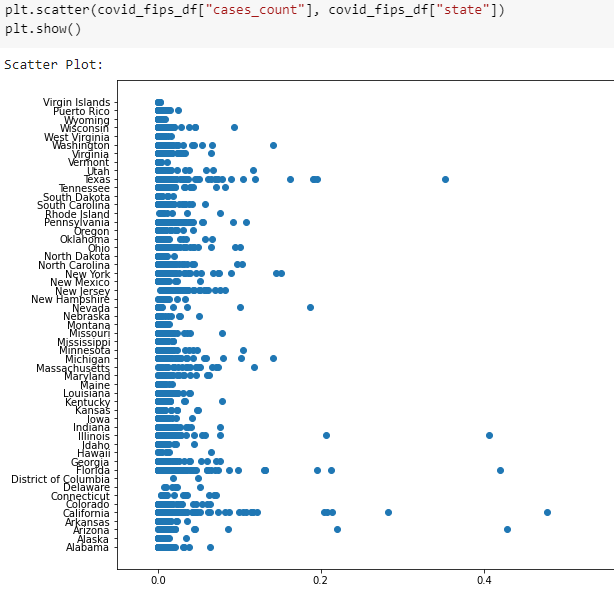 plt.scatter(covid_fips_df["cases_count"], covid_fips_df["state"])
plt.show()
Scatter Plot:
Virgin Islands
Puerto Rico
Wyoming
Wisconsin
West Virginia
Washington
Virginia
Vermont
Utah
Texas
Tennessee
South Dakota
South Carolina
Rhode Island
Pennsylvania
Oregon
Oklahoma
Ohio
North Dakota
North Carolina
New York
New Mexico
New Jersey
New Hampshire
Nevada
Nebraska
Montana
Missouri
Mississippi
Minnesota
Michigan
Massachusetts
Maryland
Maine
Louisiana
Kentucky
Kansas
Iowa
Indiana
Illinois
Idaho
Hawaii
Georgia
Florida
District of Columbia
Delaware
Connecticut
Colorado
California
Arkansas
Arizona
Alaska
Alabama
0.0 0.2 0.4